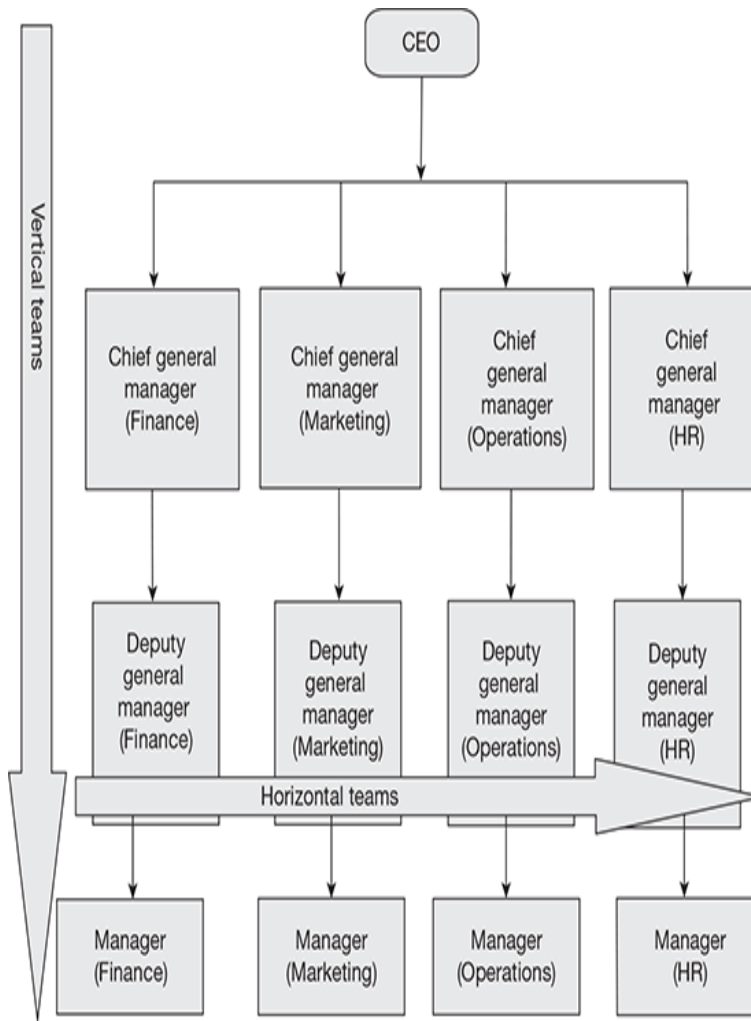 CEO
Vertical teams
Chief general
manager
(Finance)
Chief general
manager
(Marketing)
Chief
general
manager
(Operations)
Chief
general
manager
(HR)
Deputy
general
manager
(Finance)
Deputy
general
manager
(Marketing)
Deputy
general
manager
(Operations)
Deputy
general
manager
(HR)
Horizontal teams
Manager
(Finance)
Manager
(Marketing)
Manager
(Operations)
Manager
(HR)